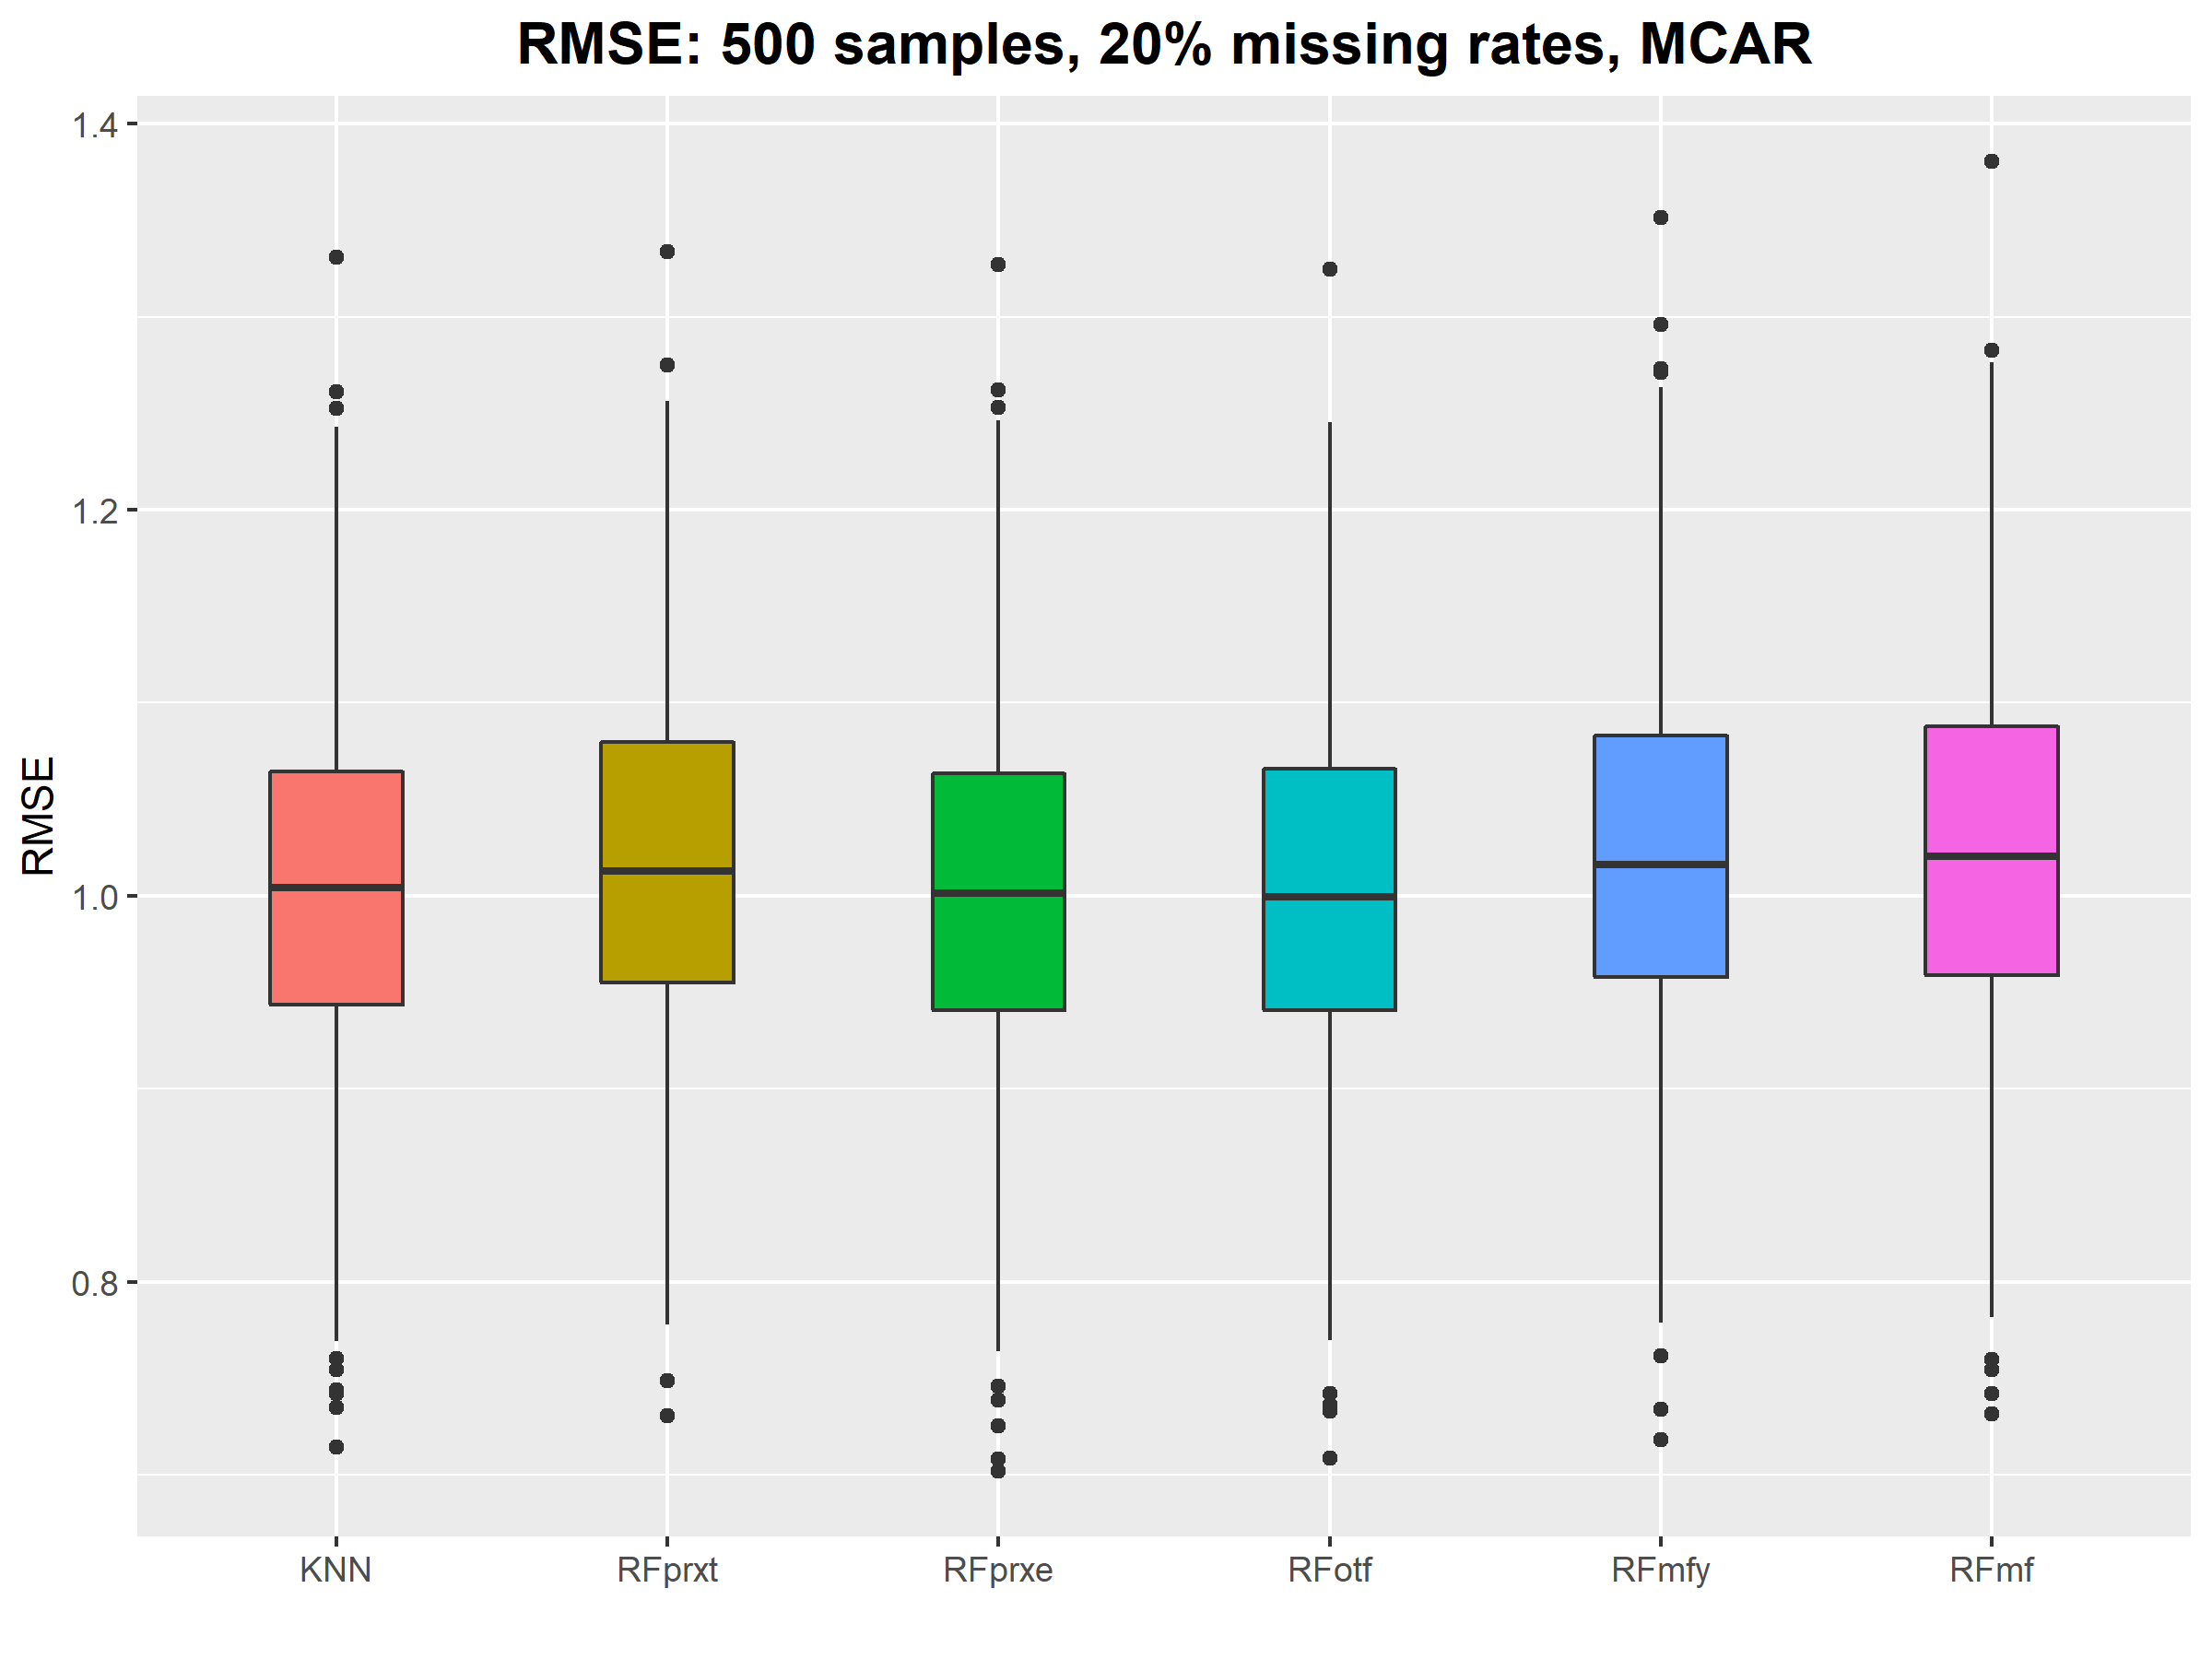 RMSE: 500 samples, 20% missing rates, MCAR
1.4
1.2
1.0
0.8
RMSE
KNN RFprxt RFprxe RFotf RFmfy RFmf